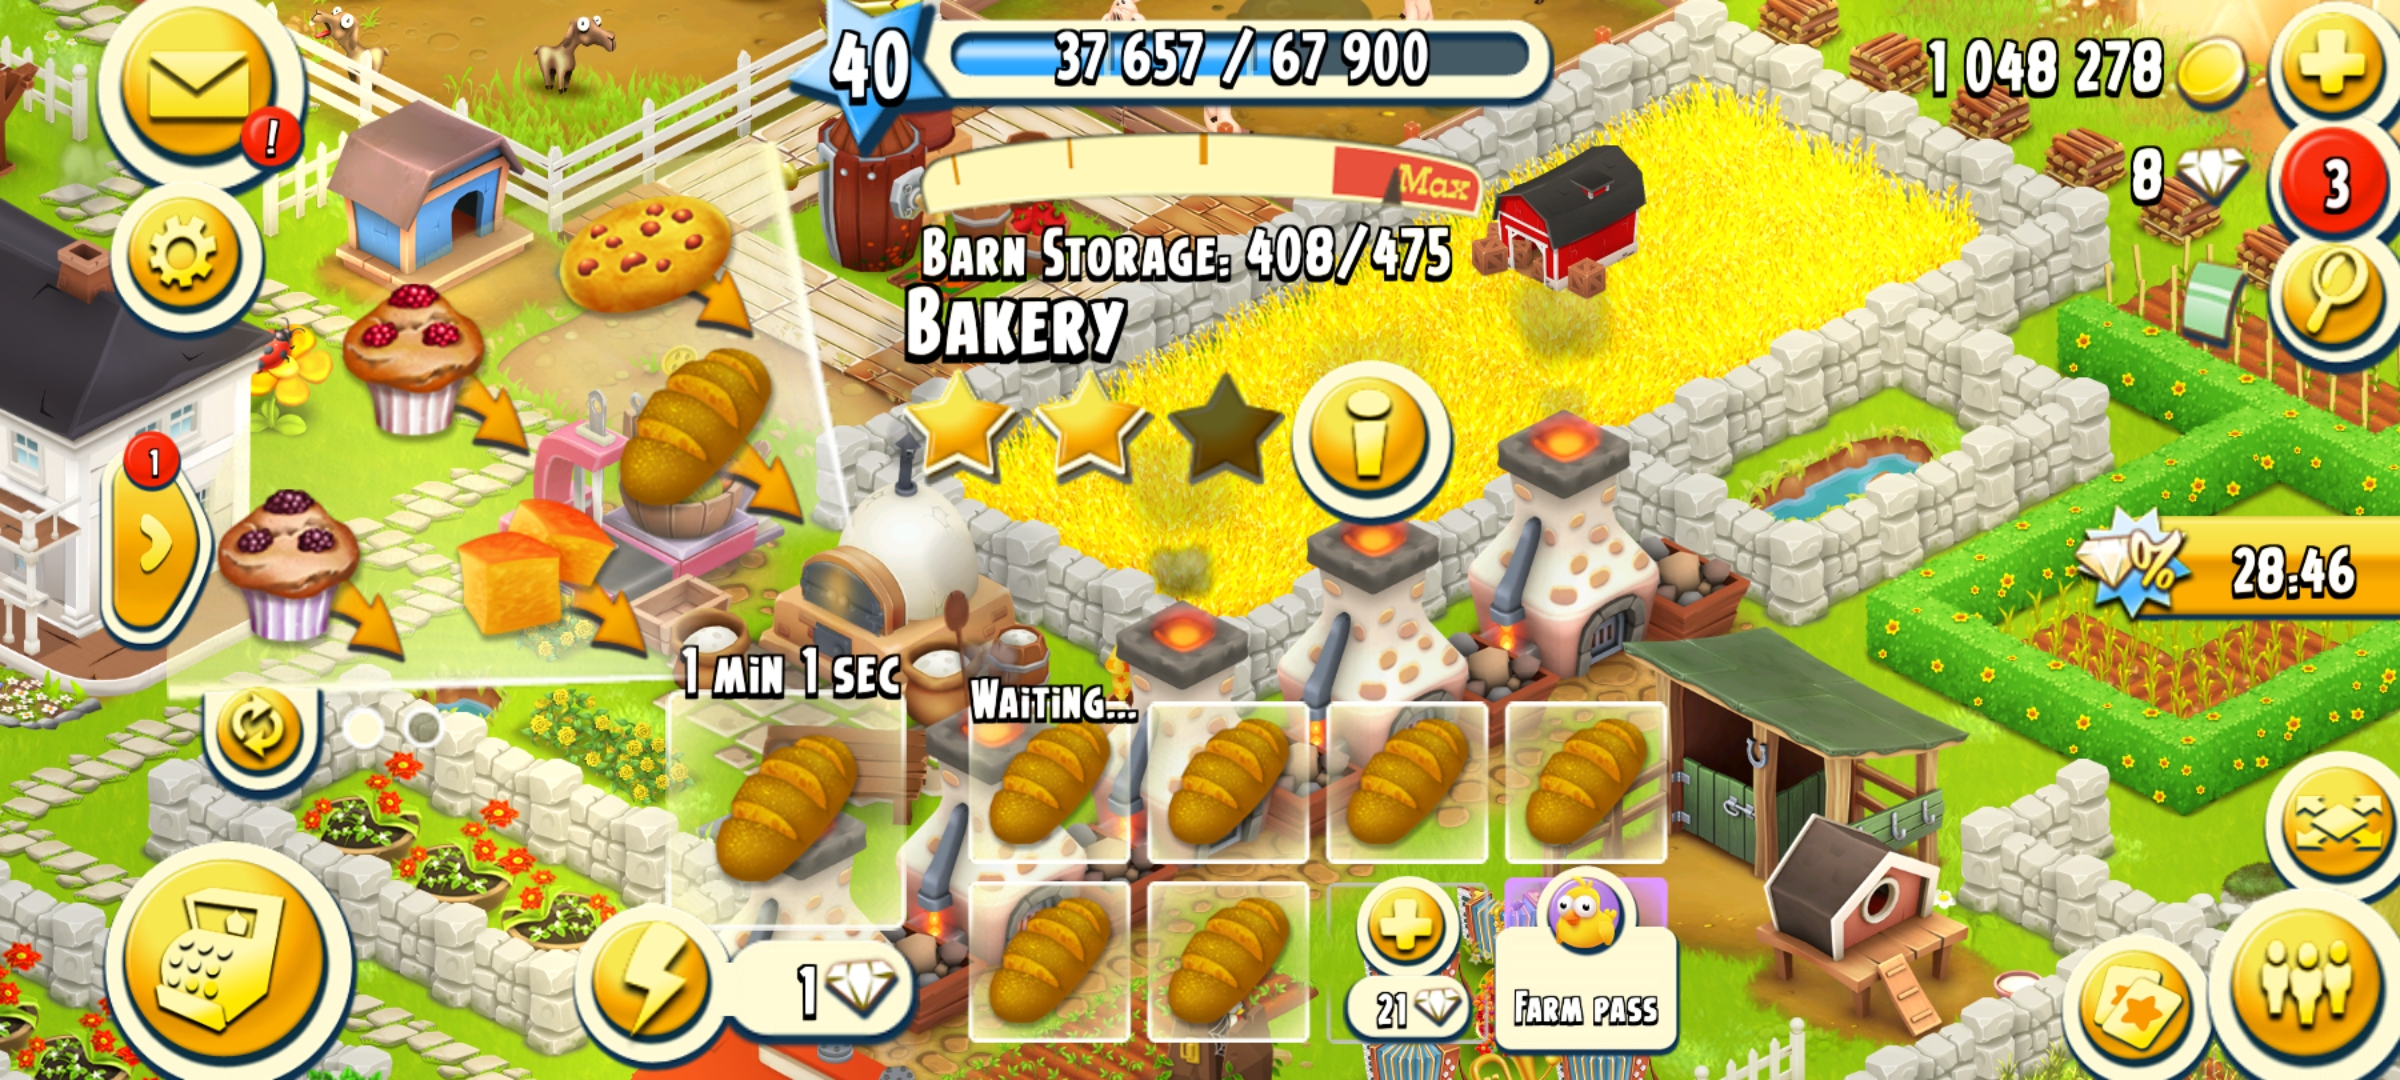 40
37 657 / 67 900
1 048 278
8
3
!
Max
Barn Storage: 408/475
Bakery
1
28:46
1 min 1 sec
Waiting...
1
21
Farm pass
%